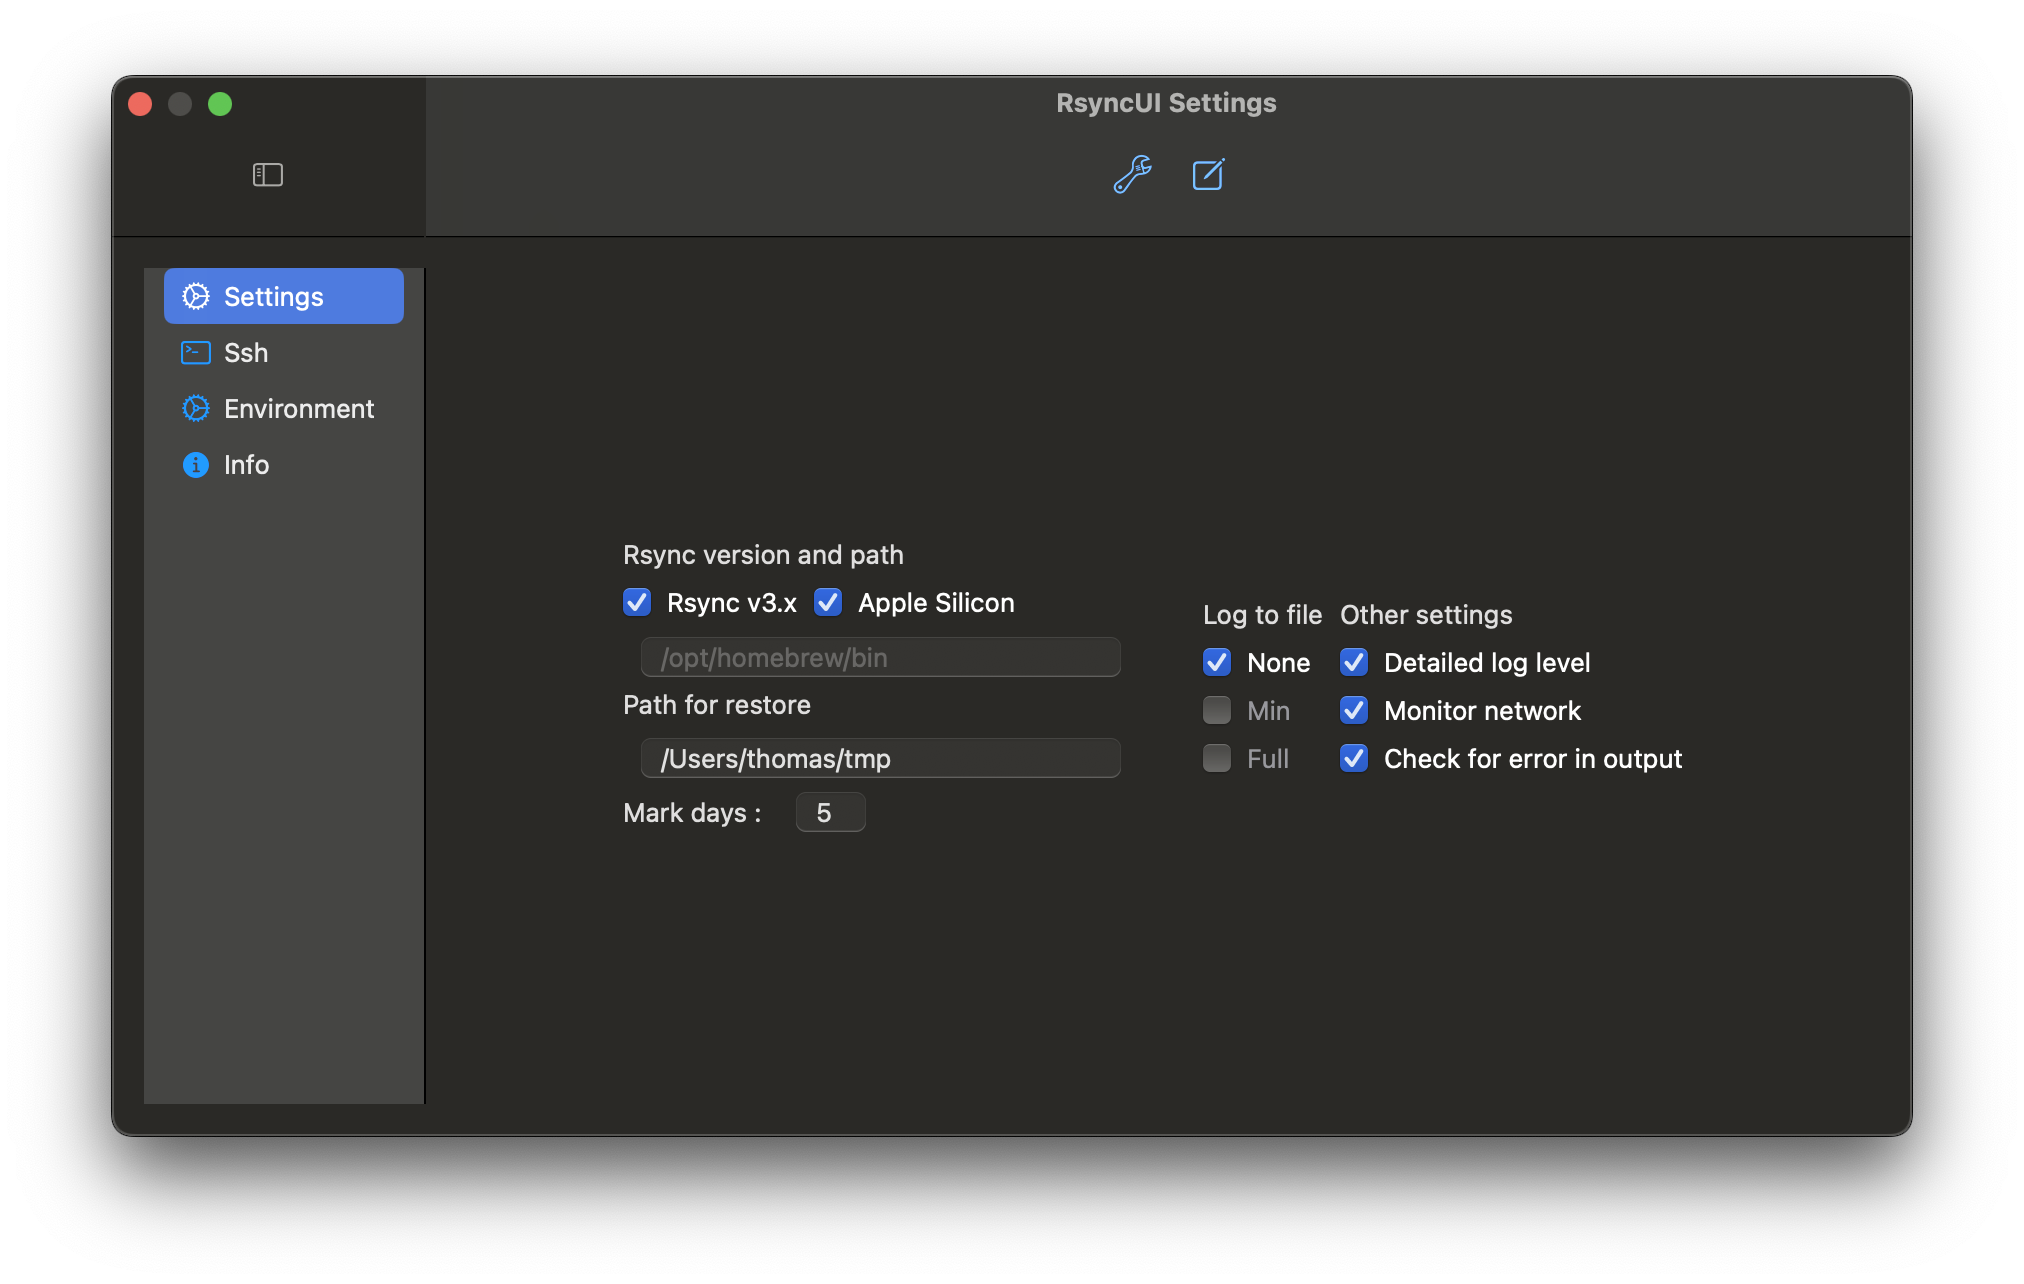 RsyncUI Settings
Settings
Ssh
Environment
Info
Rsync version and path
Rsync v3.x Apple Silicon
/opt/homebrew/bin
Path for restore
/Users/thomas/tmp
Mark days : 5
Log to file Other settings
None Detailed log level
Min Monitor network
Full Check for error in output